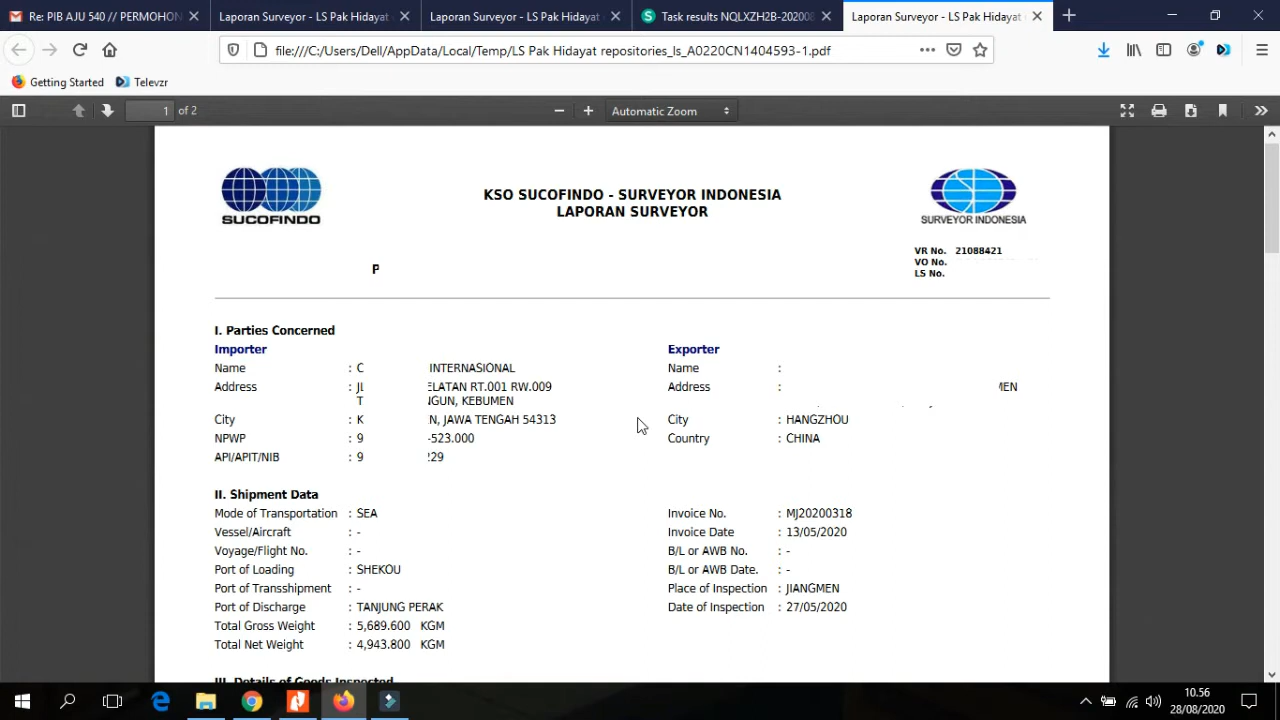 Re: PIB AJU 540 // PERMOHON
Laporan Surveyor - LS Pak Hidayat
Laporan Surveyor - LS Pak Hidayat
Task results NQLXZH2B-20200
Laporan Surveyor - LS Pak Hidayat
file:///C:/Users/Dell/AppData/Local/Temp/LS Pak Hidayat repositories_ls_A0220CN1404593-1.pdf
Getting Started
Televzr
1 of 2
Automatic Zoom
SUCOFINDO
KSO SUCOFINDO - SURVEYOR INDONESIA
LAPORAN SURVEYOR
SURVEYOR INDONESIA
VR No. 21088421
VO No.
LS No.
P
I. Parties Concerned
Importer
Name : C INTERNASIONAL
Address : JL ELATAN RT.001 RW.009
T NGUN, KEBUMEN
City : K N, JAWA TENGAH 54313
NPWP : 9 -523.000
API/APIT/NIB : 9 229
Exporter
Name :
Address : MEN
City : HANGZHOU
Country : CHINA
II. Shipment Data
Mode of Transportation : SEA
Vessel/Aircraft : -
Voyage/Flight No. : -
Port of Loading : SHEKOU
Port of Transshipment : -
Port of Discharge : TANJUNG PERAK
Total Gross Weight : 5,689.600 KGM
Total Net Weight : 4,943.800 KGM
Invoice No. : MJ20200318
Invoice Date : 13/05/2020
B/L or AWB No. : -
B/L or AWB Date. : -
Place of Inspection : JIANGMEN
Date of Inspection : 27/05/2020
III. Details of Goods Inspected
10.56
28/08/2020